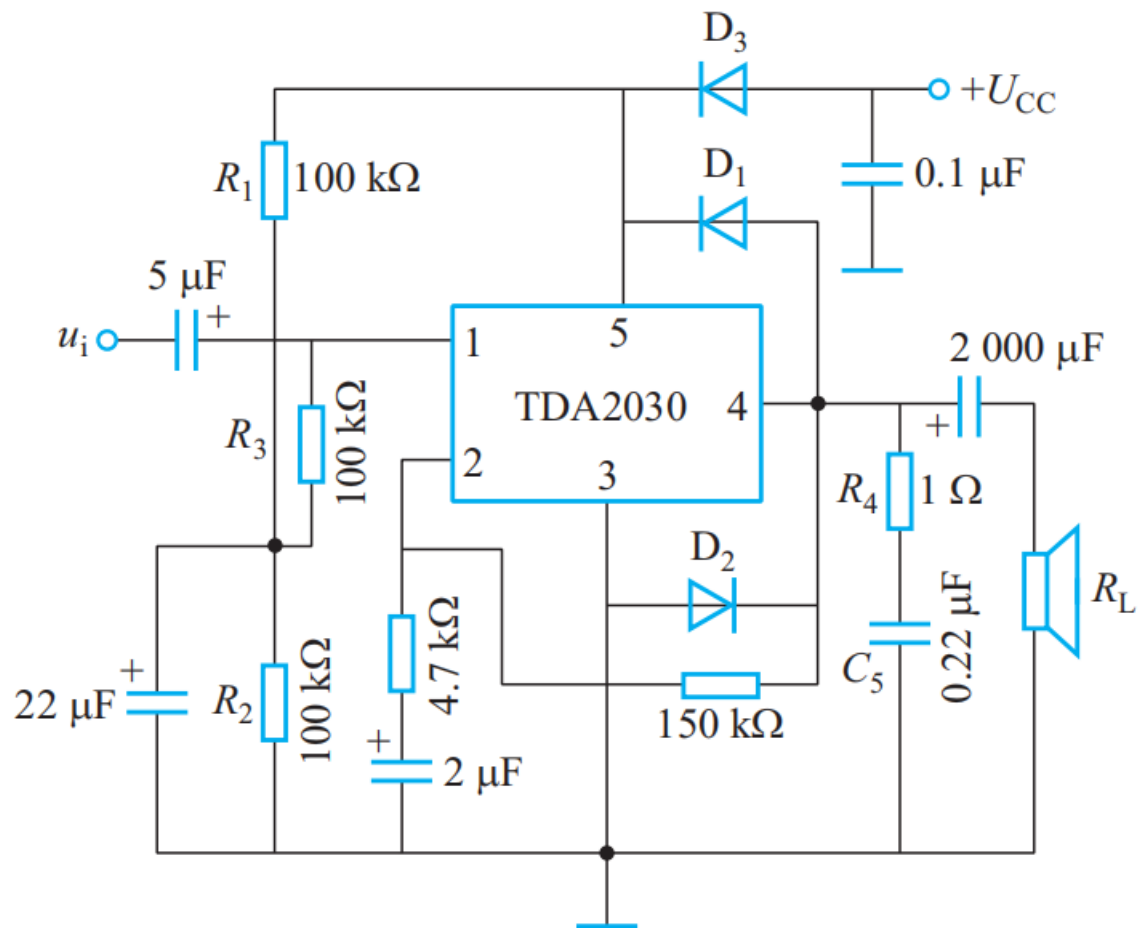 D₃
+U_CC
R₁
100 kΩ
D₁
0.1 μF
5 μF
+
uᵢ
1
5
2 000 μF
TDA2030
4
+
R₃
100 kΩ
2
3
R₄
1 Ω
D₂
R_L
+
22 μF
R₂
100 kΩ
4.7 kΩ
C₅
0.22 μF
150 kΩ
+
2 μF